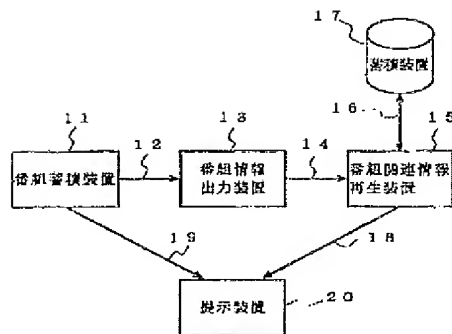 17
蓄積装置
16
15
11
13
12
14
番組蓄積装置
番組情報
出力装置
番組関連情報
再生装置
19
18
提示装置
20